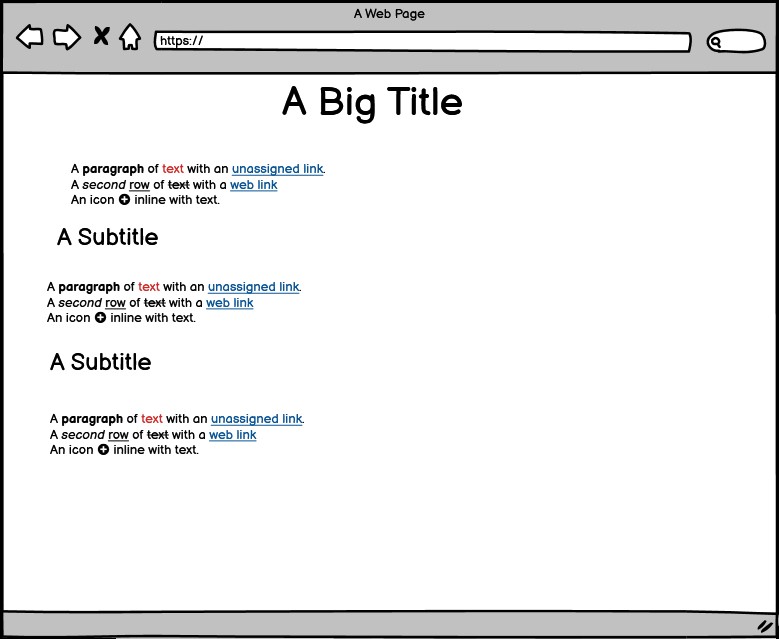 A Web Page
https://
A Big Title
A paragraph of text with an unassigned link.
A second row of text with a web link
An icon inline with text.
A Subtitle
A paragraph of text with an unassigned link.
A second row of text with a web link
An icon inline with text.
A Subtitle
A paragraph of text with an unassigned link.
A second row of text with a web link
An icon inline with text.